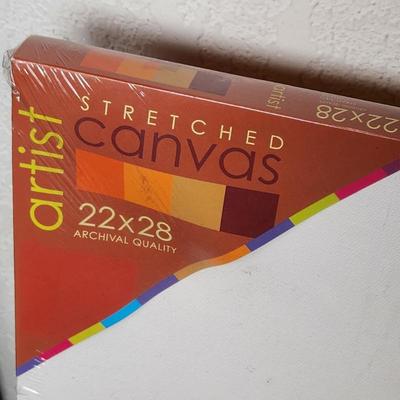 artist
STRETCHED
canvas
22x28
ARCHIVAL QUALITY
artist
22x28